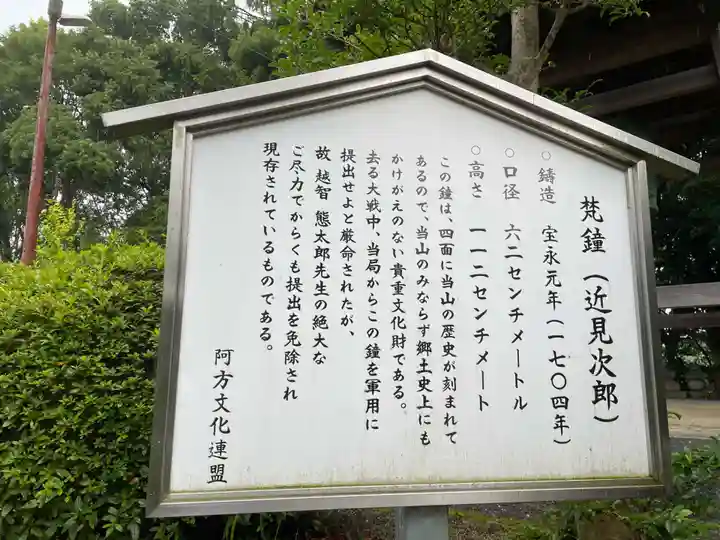 梵鐘（近見次郎）
○鋳造　宝永元年（一七〇四年）
○口径　六二センチメートル
○高さ　一一二センチメート
この鐘は、四面に当山の歴史が刻まれて
あるので、当山のみならず郷土史上にも
かけがえのない貴重文化財である。
去る大戦中、当局からこの鐘を軍用に
提出せよと厳命されたが、
故 越智 熊太郎先生の絶大な
ご尽力でからくも提出を免除され
現存されているものである。
阿方文化連盟